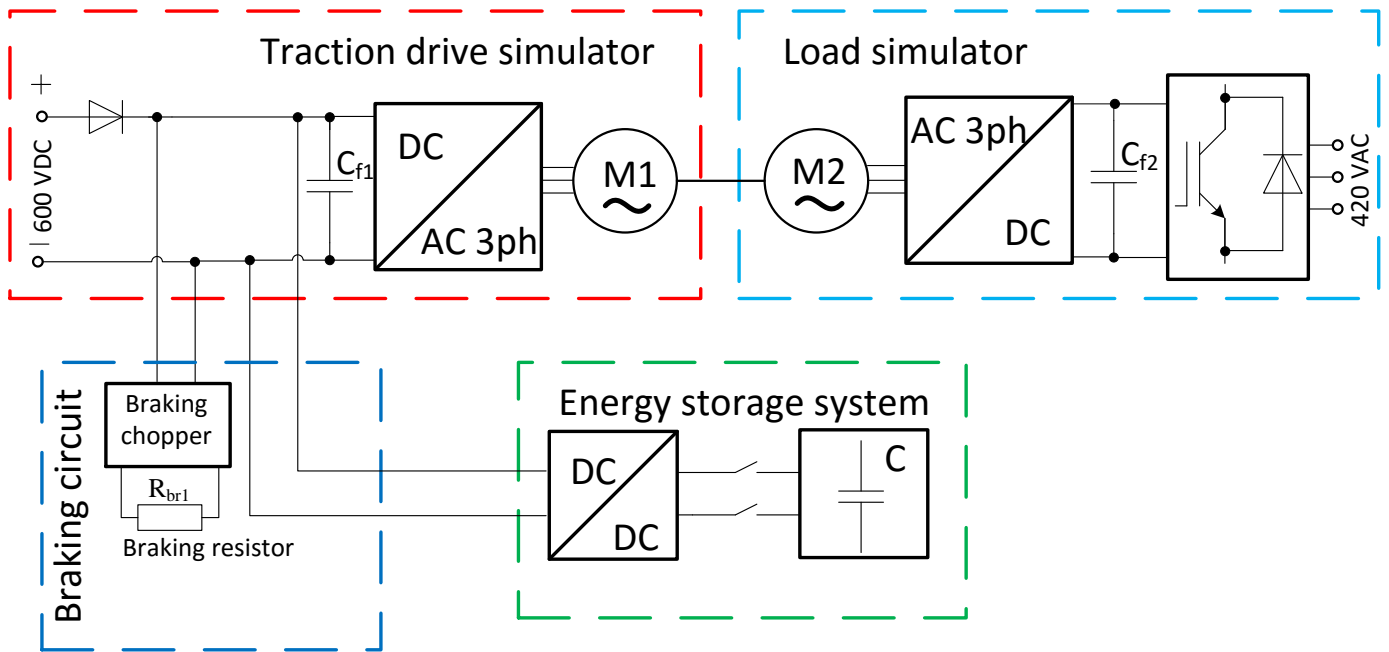 Traction drive simulator
+
600 VDC
–
Cf1
DC
AC 3ph
M1
Load simulator
M2
AC 3ph
DC
Cf2
420 VAC
Braking circuit
Braking
chopper
Rbr1
Braking resistor
Energy storage system
DC
DC
C